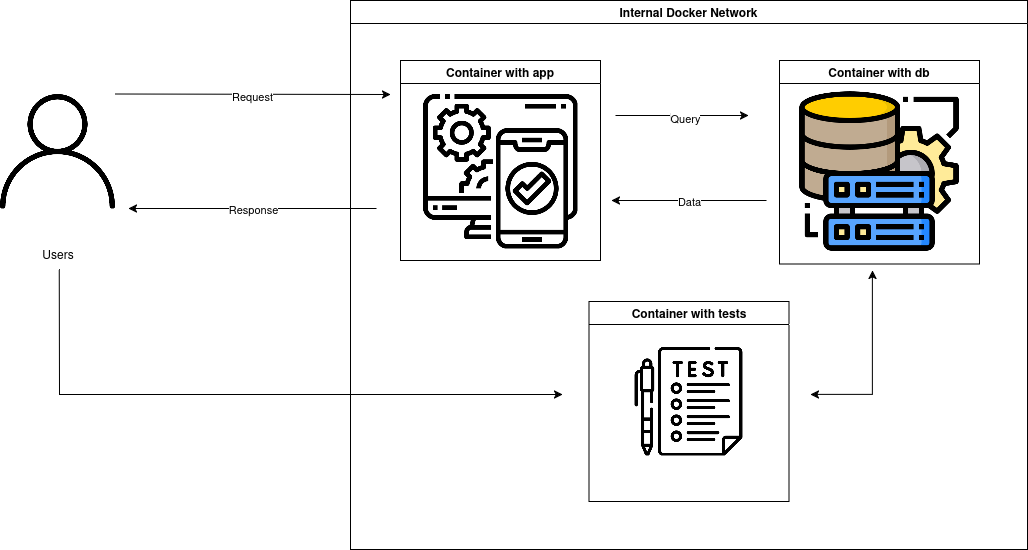 Internal Docker Network
Container with app
Container with db
Request
Query
Response
Data
Users
Container with tests
TEST